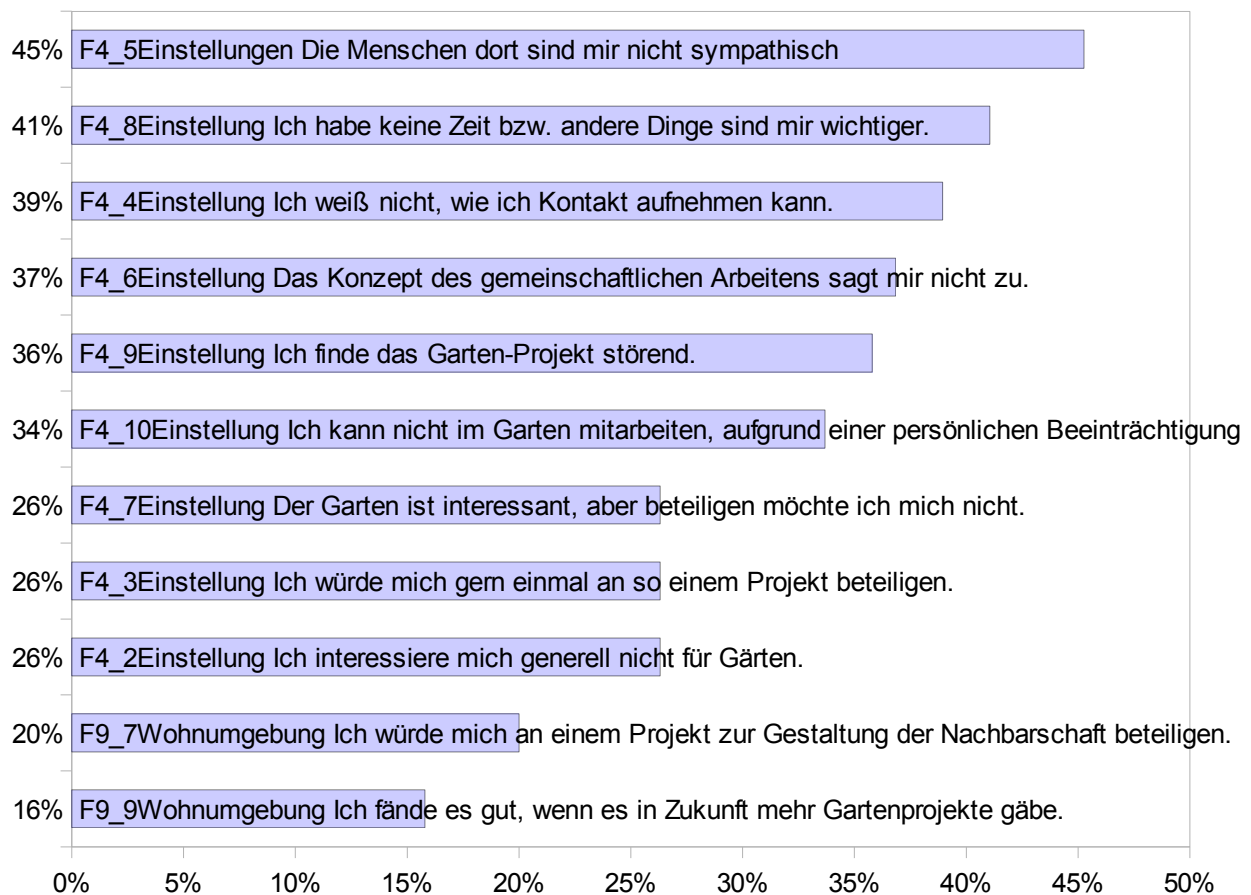 45% F4_5Einstellungen Die Menschen dort sind mir nicht sympathisch
41% F4_8Einstellung Ich habe keine Zeit bzw. andere Dinge sind mir wichtiger.
39% F4_4Einstellung Ich weiß nicht, wie ich Kontakt aufnehmen kann.
37% F4_6Einstellung Das Konzept des gemeinschaftlichen Arbeitens sagt mir nicht zu.
36% F4_9Einstellung Ich finde das Garten-Projekt störend.
34% F4_10Einstellung Ich kann nicht im Garten mitarbeiten, aufgrund einer persönlichen Beeinträchtigung
26% F4_7Einstellung Der Garten ist interessant, aber beteiligen möchte ich mich nicht.
26% F4_3Einstellung Ich würde mich gern einmal an so einem Projekt beteiligen.
26% F4_2Einstellung Ich interessiere mich generell nicht für Gärten.
20% F9_7Wohnumgebung Ich würde mich an einem Projekt zur Gestaltung der Nachbarschaft beteiligen.
16% F9_9Wohnumgebung Ich fände es gut, wenn es in Zukunft mehr Gartenprojekte gäbe.
0% 5% 10% 15% 20% 25% 30% 35% 40% 45% 50%